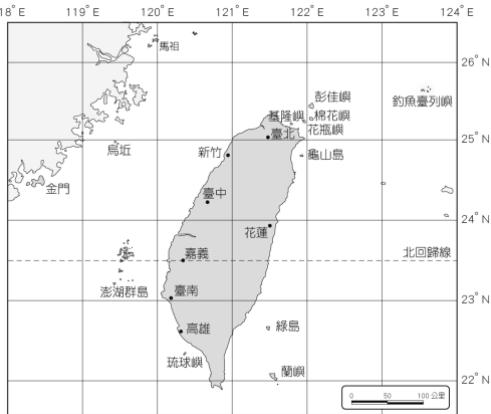 18° E 119° E 120° E 121° E 122° E 123° E 124° E
馬祖
26° N
彭佳嶼
釣魚臺列嶼
基隆嶼 棉花嶼
臺北 花瓶嶼
25° N
烏坵
新竹
龜山島
金門
臺中
24° N
花蓮
嘉義
北回歸線
澎湖群島
臺南
23° N
高雄
綠島
琉球嶼
蘭嶼
22° N
0 50 100 公里